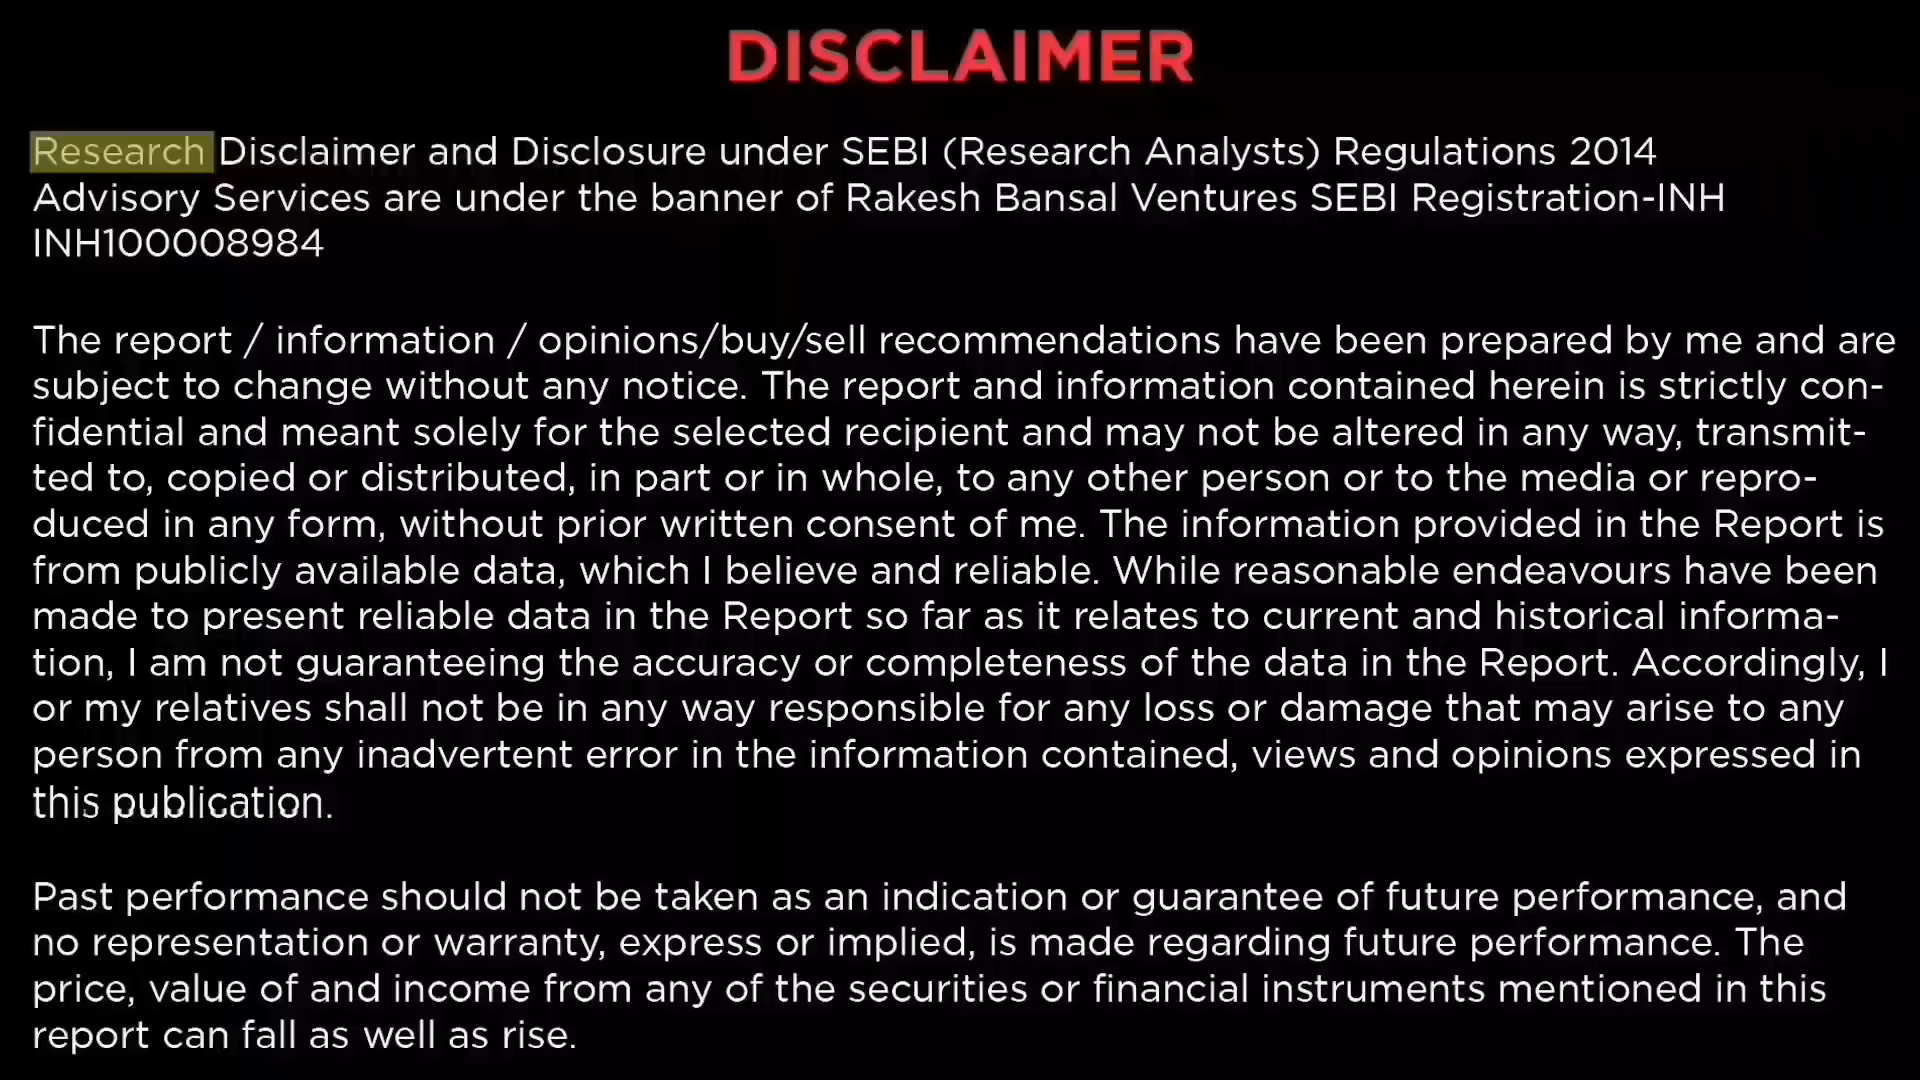 DISCLAIMER
Research Disclaimer and Disclosure under SEBI (Research Analysts) Regulations 2014
Advisory Services are under the banner of Rakesh Bansal Ventures SEBI Registration-INH
INH100008984
The report / information / opinions/buy/sell recommendations have been prepared by me and are
subject to change without any notice. The report and information contained herein is strictly con-
fidential and meant solely for the selected recipient and may not be altered in any way, transmit-
ted to, copied or distributed, in part or in whole, to any other person or to the media or repro-
duced in any form, without prior written consent of me. The information provided in the Report is
from publicly available data, which I believe and reliable. While reasonable endeavours have been
made to present reliable data in the Report so far as it relates to current and historical informa-
tion, I am not guaranteeing the accuracy or completeness of the data in the Report. Accordingly, I
or my relatives shall not be in any way responsible for any loss or damage that may arise to any
person from any inadvertent error in the information contained, views and opinions expressed in
this publication.
Past performance should not be taken as an indication or guarantee of future performance, and
no representation or warranty, express or implied, is made regarding future performance. The
price, value of and income from any of the securities or financial instruments mentioned in this
report can fall as well as rise.